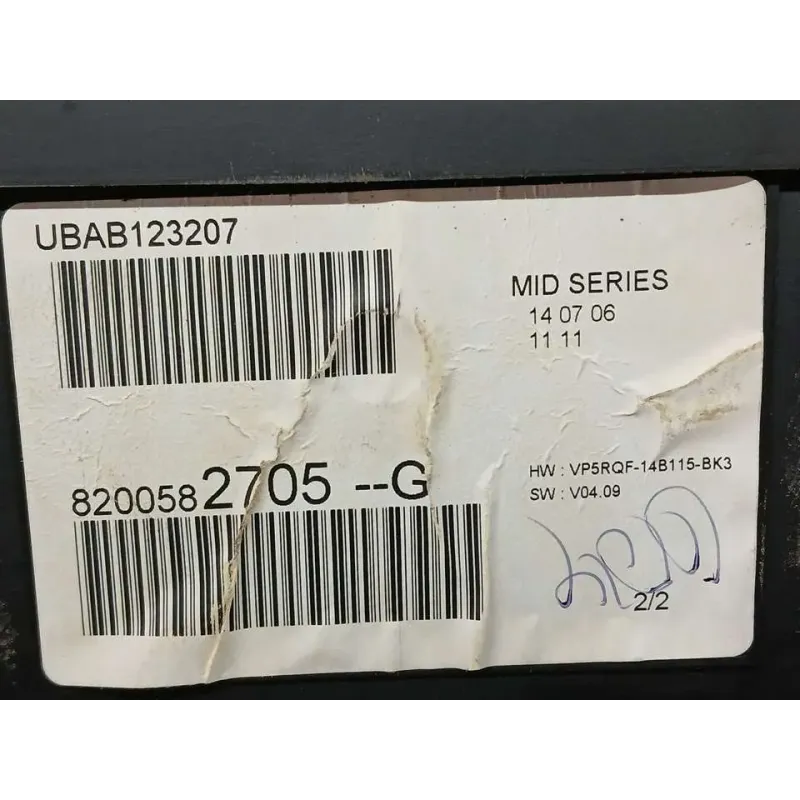 UBAB123207
MID SERIES
14 07 06
11 11
8200582705 --G
HW : VP5RQF-14B115-BK3
SW : V04.09
2/2